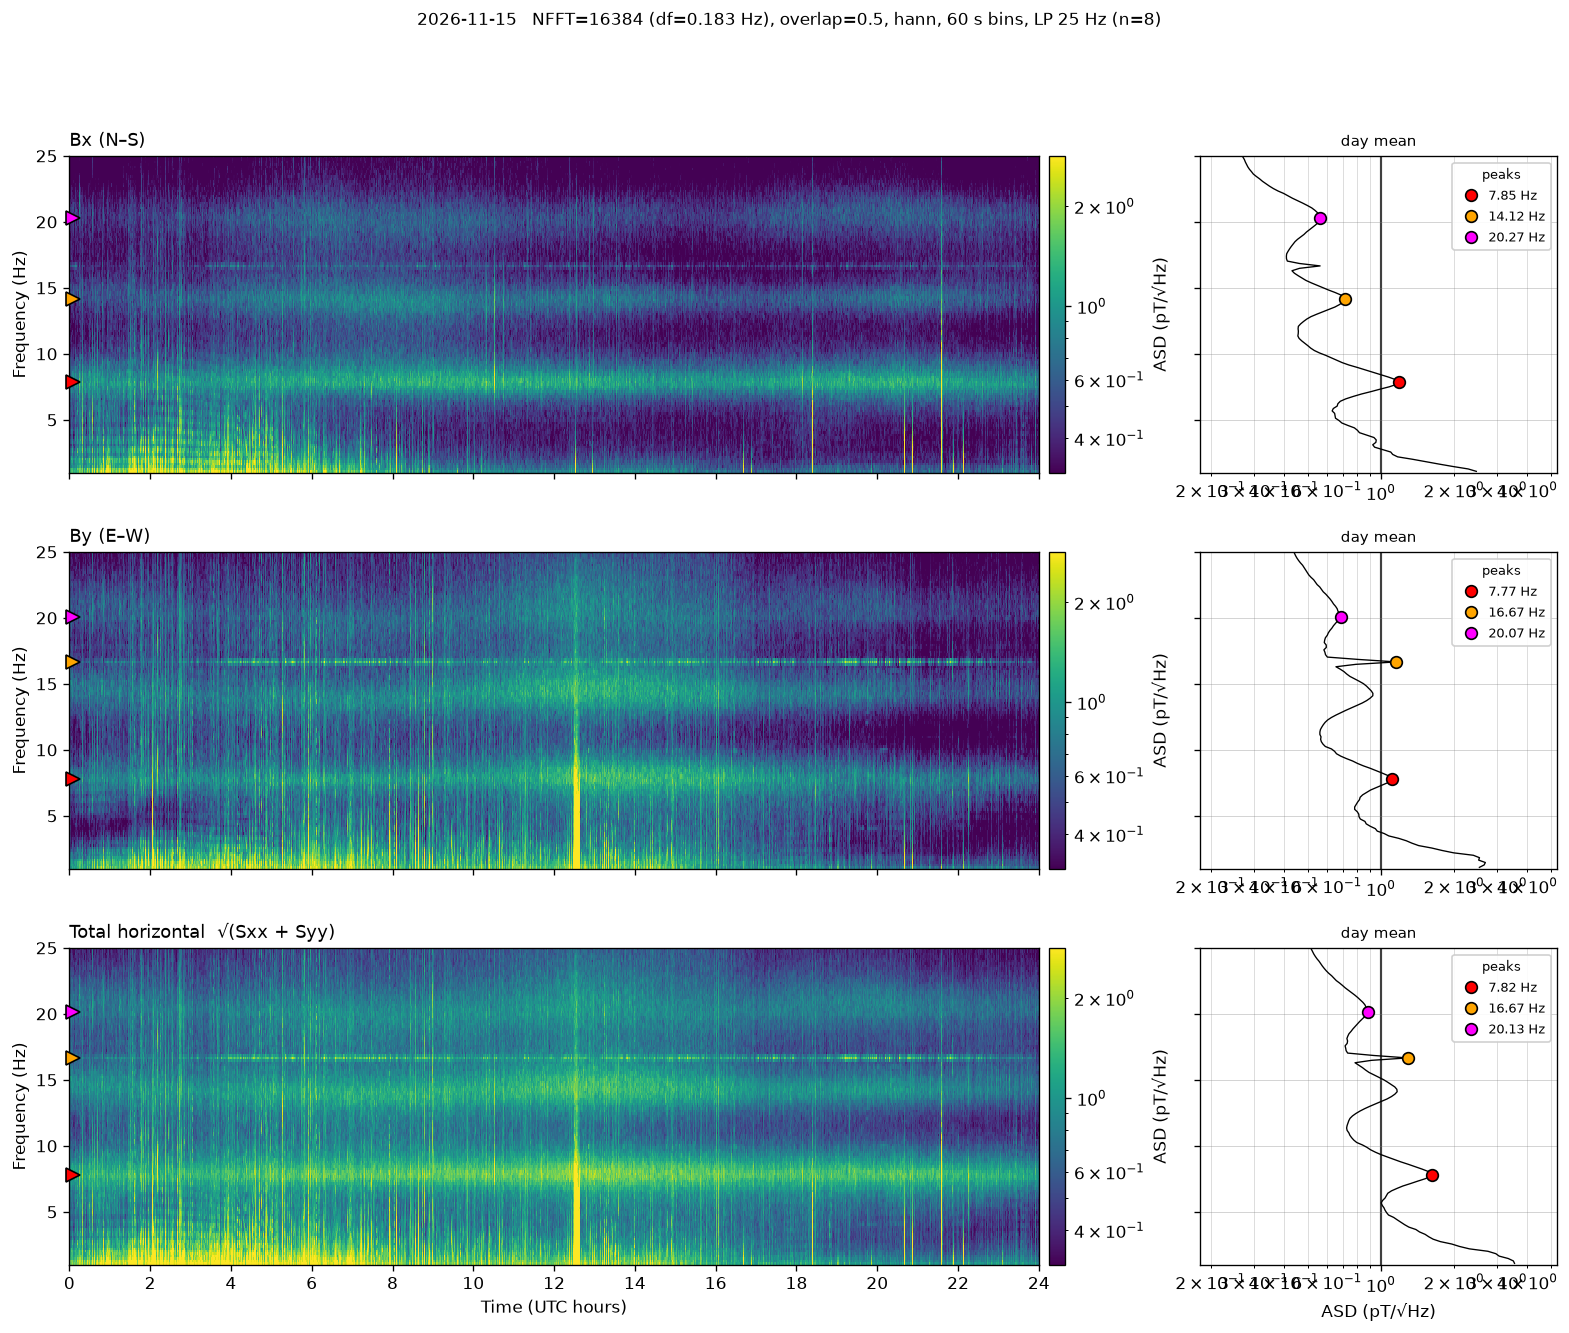 2026-11-15   NFFT=16384 (df=0.183 Hz), overlap=0.5, hann, 60 s bins, LP 25 Hz (n=8)
Bx (N–S)
Frequency (Hz)
25
20
15
10
5
2 × 10⁰
10⁰
6 × 10⁻¹
4 × 10⁻¹
day mean
ASD (pT/√Hz)
peaks
7.85 Hz
14.12 Hz
20.27 Hz
10⁰
By (E–W)
Frequency (Hz)
25
20
15
10
5
2 × 10⁰
10⁰
6 × 10⁻¹
4 × 10⁻¹
day mean
ASD (pT/√Hz)
peaks
7.77 Hz
16.67 Hz
20.07 Hz
10⁰
Total horizontal  √(Sxx + Syy)
Frequency (Hz)
25
20
15
10
5
0 2 4 6 8 10 12 14 16 18 20 22 24
Time (UTC hours)
2 × 10⁰
10⁰
6 × 10⁻¹
4 × 10⁻¹
day mean
ASD (pT/√Hz)
peaks
7.82 Hz
16.67 Hz
20.13 Hz
10⁰
ASD (pT/√Hz)